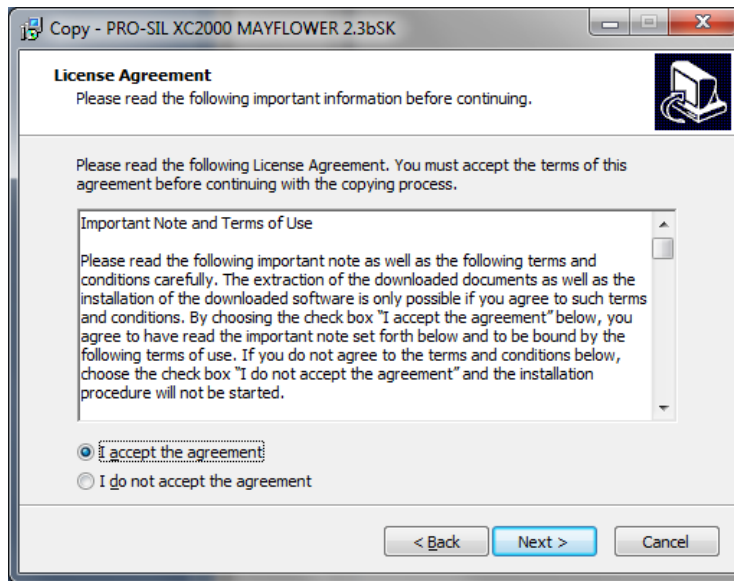 Copy - PRO-SIL XC2000 MAYFLOWER 2.3bSK
License Agreement
Please read the following important information before continuing.
Please read the following License Agreement. You must accept the terms of this
agreement before continuing with the copying process.
Important Note and Terms of Use
Please read the following important note as well as the following terms and
conditions carefully. The extraction of the downloaded documents as well as the
installation of the downloaded software is only possible if you agree to such terms
and conditions. By choosing the check box “I accept the agreement” below, you
agree to have read the important note set forth below and to be bound by the
following terms of use. If you do not agree to the terms and conditions below,
choose the check box “I do not accept the agreement” and the installation
procedure will not be started.
I accept the agreement
I do not accept the agreement
< Back
Next >
Cancel